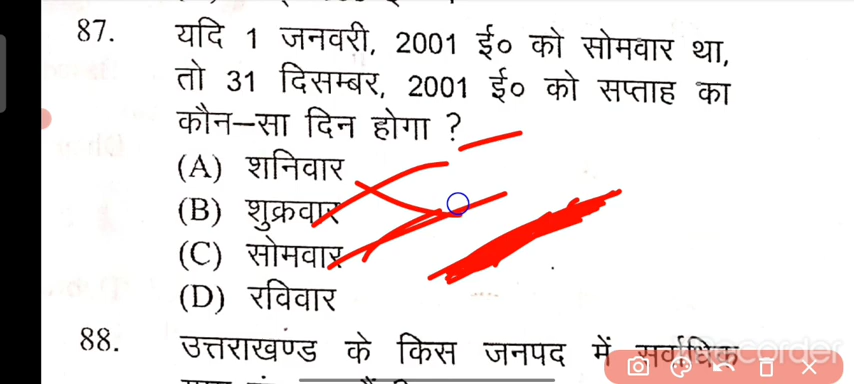 87. यदि 1 जनवरी, 2001 ई० को सोमवार था,
तो 31 दिसम्बर, 2001 ई० को सप्ताह का
कौन–सा दिन होगा ?
(A) शनिवार
(B) शुक्रवार
(C) सोमवार
(D) रविवार
88. उत्तराखण्ड के किस जनपद में सर्वाधिक